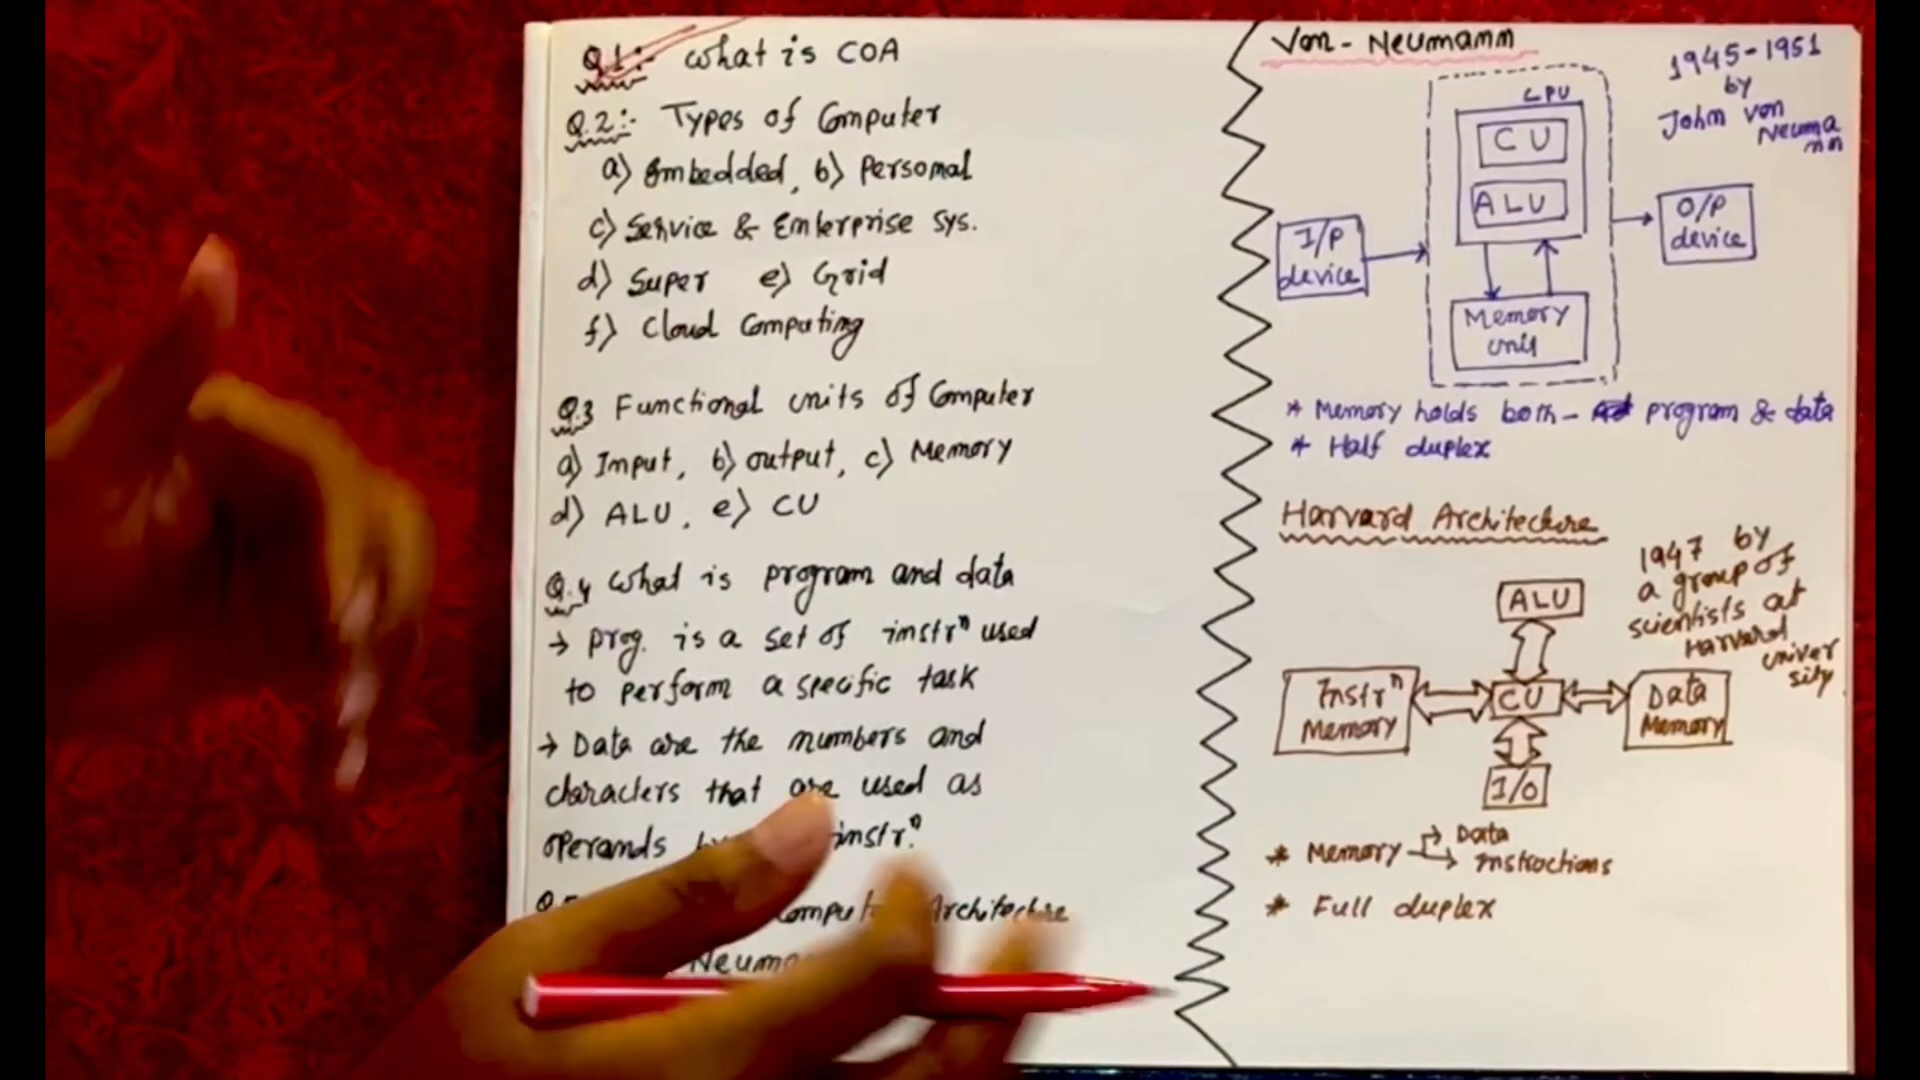 Q1:- What is COA
Q.2:- Types of Computer
a) Embedded, b) Personal
c) Service & Enterprise sys.
d) Super e) Grid
f) Cloud Computing
Q.3 Functional units of Computer
a) Input, b) output, c) Memory
d) ALU, e) CU
Q.4 What is program and data
→ prog. is a set of instrⁿ used
to perform a specific task
→ Data are the numbers and
characters that are used as
operands instrⁿ.
Architecture
Von-Neumann
1945-1951
by
John Von
Neuma
nn
CPU
CU
ALU
I/P
device
O/P
device
Memory
unit
* Memory holds both - program & data
* Half duplex
Harvard Architecture
1947 by
a group of
scientists at
Harvard
univer
sity
ALU
Instrⁿ
Memory
CU
Data
Memory
I/O
* Memory → Data
→ Instructions
* Full duplex